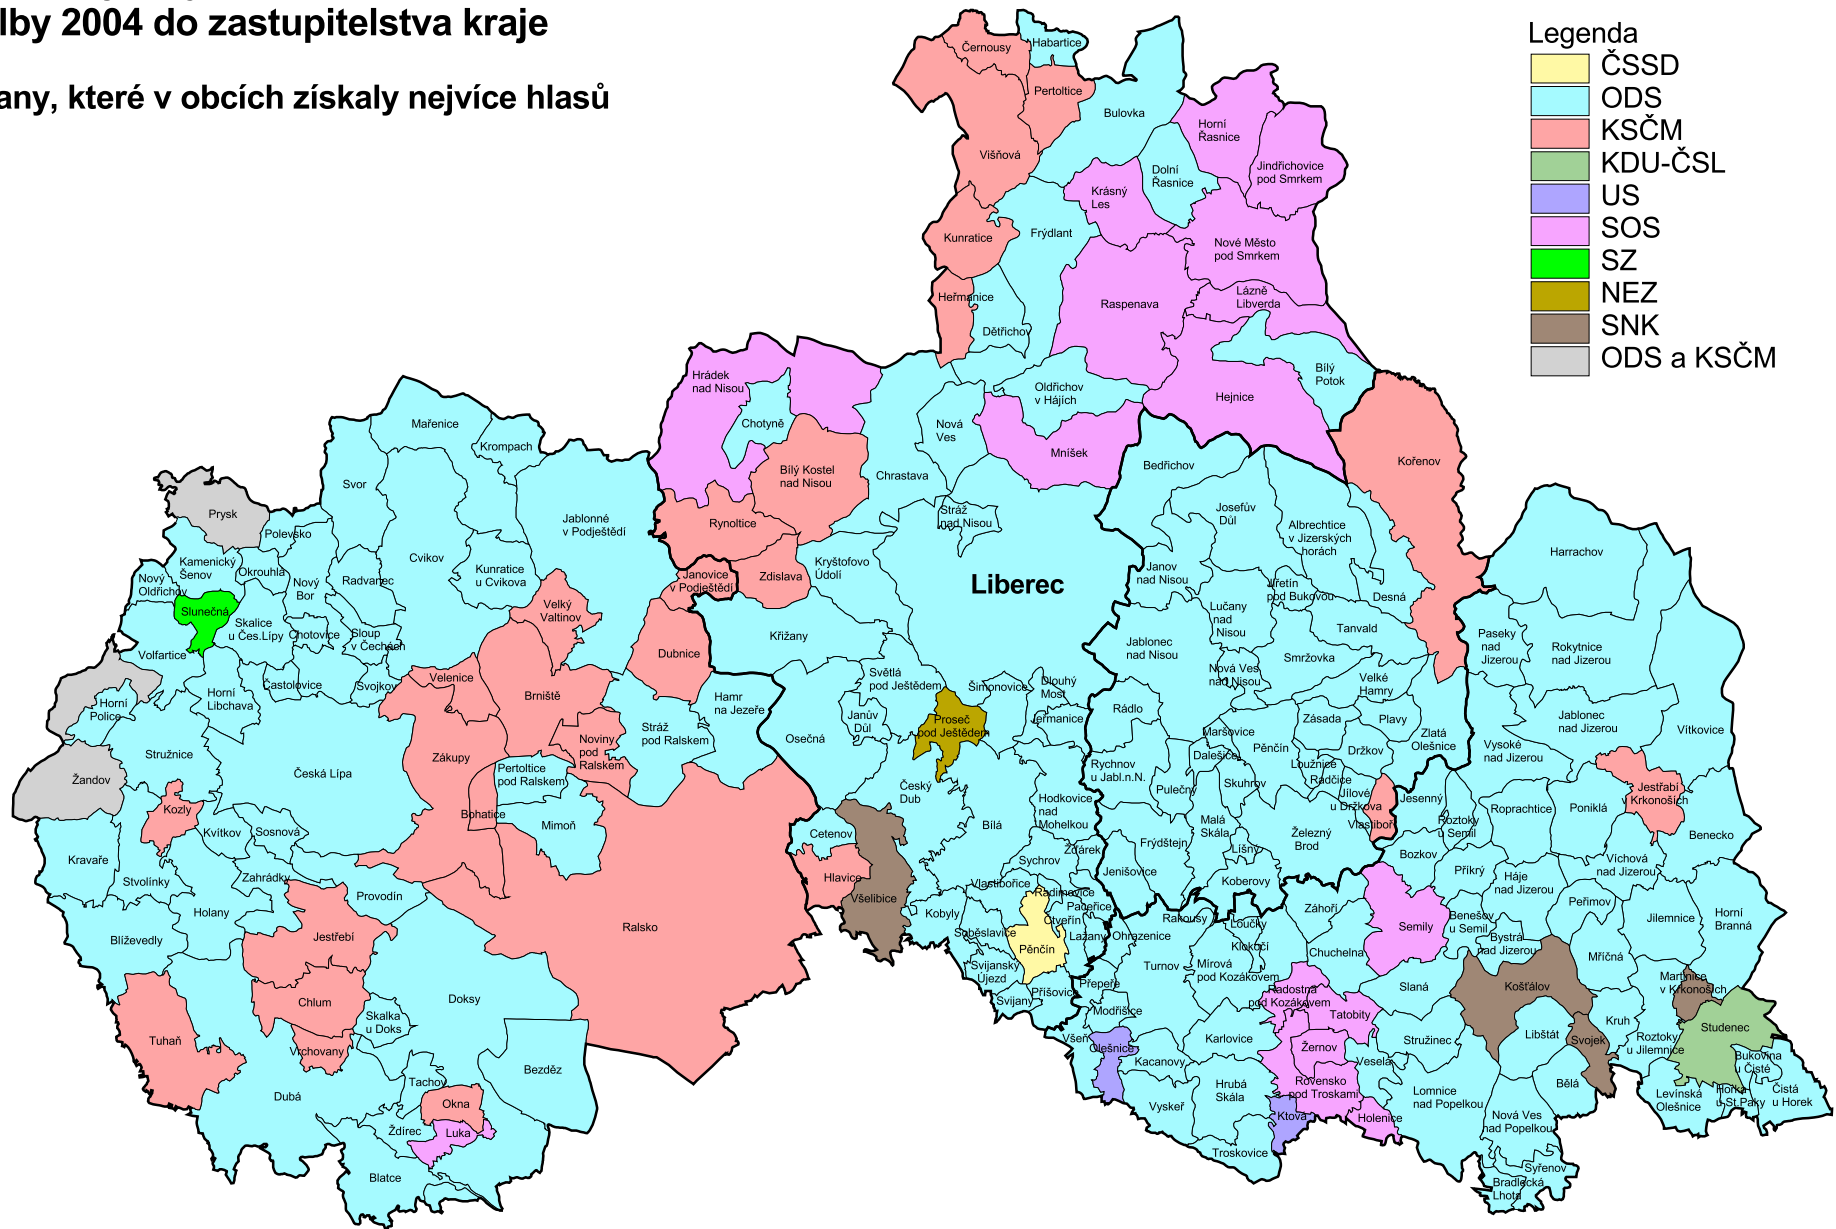 lby 2004 do zastupitelstva kraje
any, které v obcích získaly nejvíce hlasů
Legenda
ČSSD
ODS
KSČM
KDU-ČSL
US
SOS
SZ
NEZ
SNK
ODS a KSČM
Černousy
Habartice
Pertoltice
Bulovka
Višňová
Horní
Řasnice
Dolní
Řasnice
Jindřichovice
pod Smrkem
Krásný
Les
Kunratice
Frýdlant
Nové Město
pod Smrkem
Heřmanice
Dětřichov
Raspenava
Lázně
Libverda
Bílý
Potok
Hejnice
Oldřichov
v Hájích
Mníšek
Hrádek
nad Nisou
Chotyně
Nová
Ves
Chrastava
Bílý Kostel
nad Nisou
Rynoltice
Stráž
nad Nisou
Liberec
Kryštofovo
Údolí
Zdislava
Janovice
v Podještědí
Křižany
Dubnice
Mařenice
Krompach
Svor
Cvikov
Jablonné
v Podještědí
Kunratice
u Cvikova
Prysk
Polevsko
Kamenický
Šenov
Okrouhlá
Nový
Oldřichov
Nový
Bor
Radvanec
Slunečná
Skalice
u Čes.Lípy
Chotovice
Sloup
v Čechách
Velký
Valtinov
Volfartice
Častolovice
Svojkov
Velenice
Brniště
Horní
Libchava
Horní
Police
Stružnice
Žandov
Česká Lípa
Zákupy
Noviny
pod
Ralskem
Stráž
pod Ralskem
Hamr
na Jezeře
Pertoltice
pod Ralskem
Bohatice
Mimoň
Kozly
Kvítkov
Sosnová
Kravaře
Stvolínky
Zahrádky
Provodín
Holany
Blíževedly
Jestřebí
Ralsko
Chlum
Doksy
Skalka
u Doks
Tuhaň
Vrchovany
Bezděz
Dubá
Tachov
Okna
Luka
Ždírec
Blatce
Osečná
Světlá
pod Ještědem
Janův
Důl
Proseč
pod Ještědem
Šimonovice
Dlouhý
Most
Jeřmanice
Český
Dub
Hodkovice
nad
Mohelkou
Bílá
Cetenov
Hlavice
Všelibice
Žďárek
Sychrov
Vlastibořice
Radimovice
Paceřice
Kobyly
Soběslavice
Čtveřín
Lažany
Pěnčín
Svijanský
Újezd
Svijany
Příšovice
Kořenov
Bedřichov
Josefův
Důl
Albrechtice
v Jizerských
horách
Janov
nad Nisou
Jiřetín
pod Bukovou
Desná
Lučany
nad
Nisou
Tanvald
Jablonec
nad Nisou
Smržovka
Nová Ves
nad Nisou
Velké
Hamry
Rádlo
Zásada
Plavy
Maršovice
Pěnčín
Zlatá
Olešnice
Držkov
Dalešice
Loužnice
Radčice
Rychnov
u Jabl.n.N.
Pulečný
Skuhrov
Jílové
u Držkova
Vlastiboř
Malá
Skála
Železný
Brod
Frýdštejn
Líšný
Jenišovice
Koberovy
Harrachov
Paseky
nad
Jizerou
Rokytnice
nad Jizerou
Jablonec
nad Jizerou
Vítkovice
Vysoké
nad Jizerou
Jestřabí
v Krkonoších
Jesenný
Roztoky
u Semil
Roprachtice
Poniklá
Benecko
Bozkov
Příkrý
Háje
nad Jizerou
Víchová
nad Jizerou
Peřimov
Jilemnice
Horní
Branná
Záhoří
Semily
Benešov
u Semil
Bystrá
nad Jizerou
Mříčná
Rakousy
Loučky
Klokočí
Ohrazenice
Turnov
Mírová
pod Kozákovem
Chuchelna
Přepeře
Modřišice
Radostná
pod Kozákovem
Tatobity
Slaná
Košťálov
Martinice
v Krkonoších
Studenec
Kruh
Roztoky
u Jilemnice
Svojek
Libštát
Všeň
Olešnice
Karlovice
Žernov
Stružinec
Veselá
Kacanovy
Hrubá
Skála
Rovensko
pod Troskami
Vyskeř
Ktová
Holenice
Troskovice
Lomnice
nad Popelkou
Bělá
Nová Ves
nad Popelkou
Syřenov
Bradlecká
Lhota
Bukovina
u Čisté
Horka
u St.Paky
Čistá
u Horek
Levínská
Olešnice